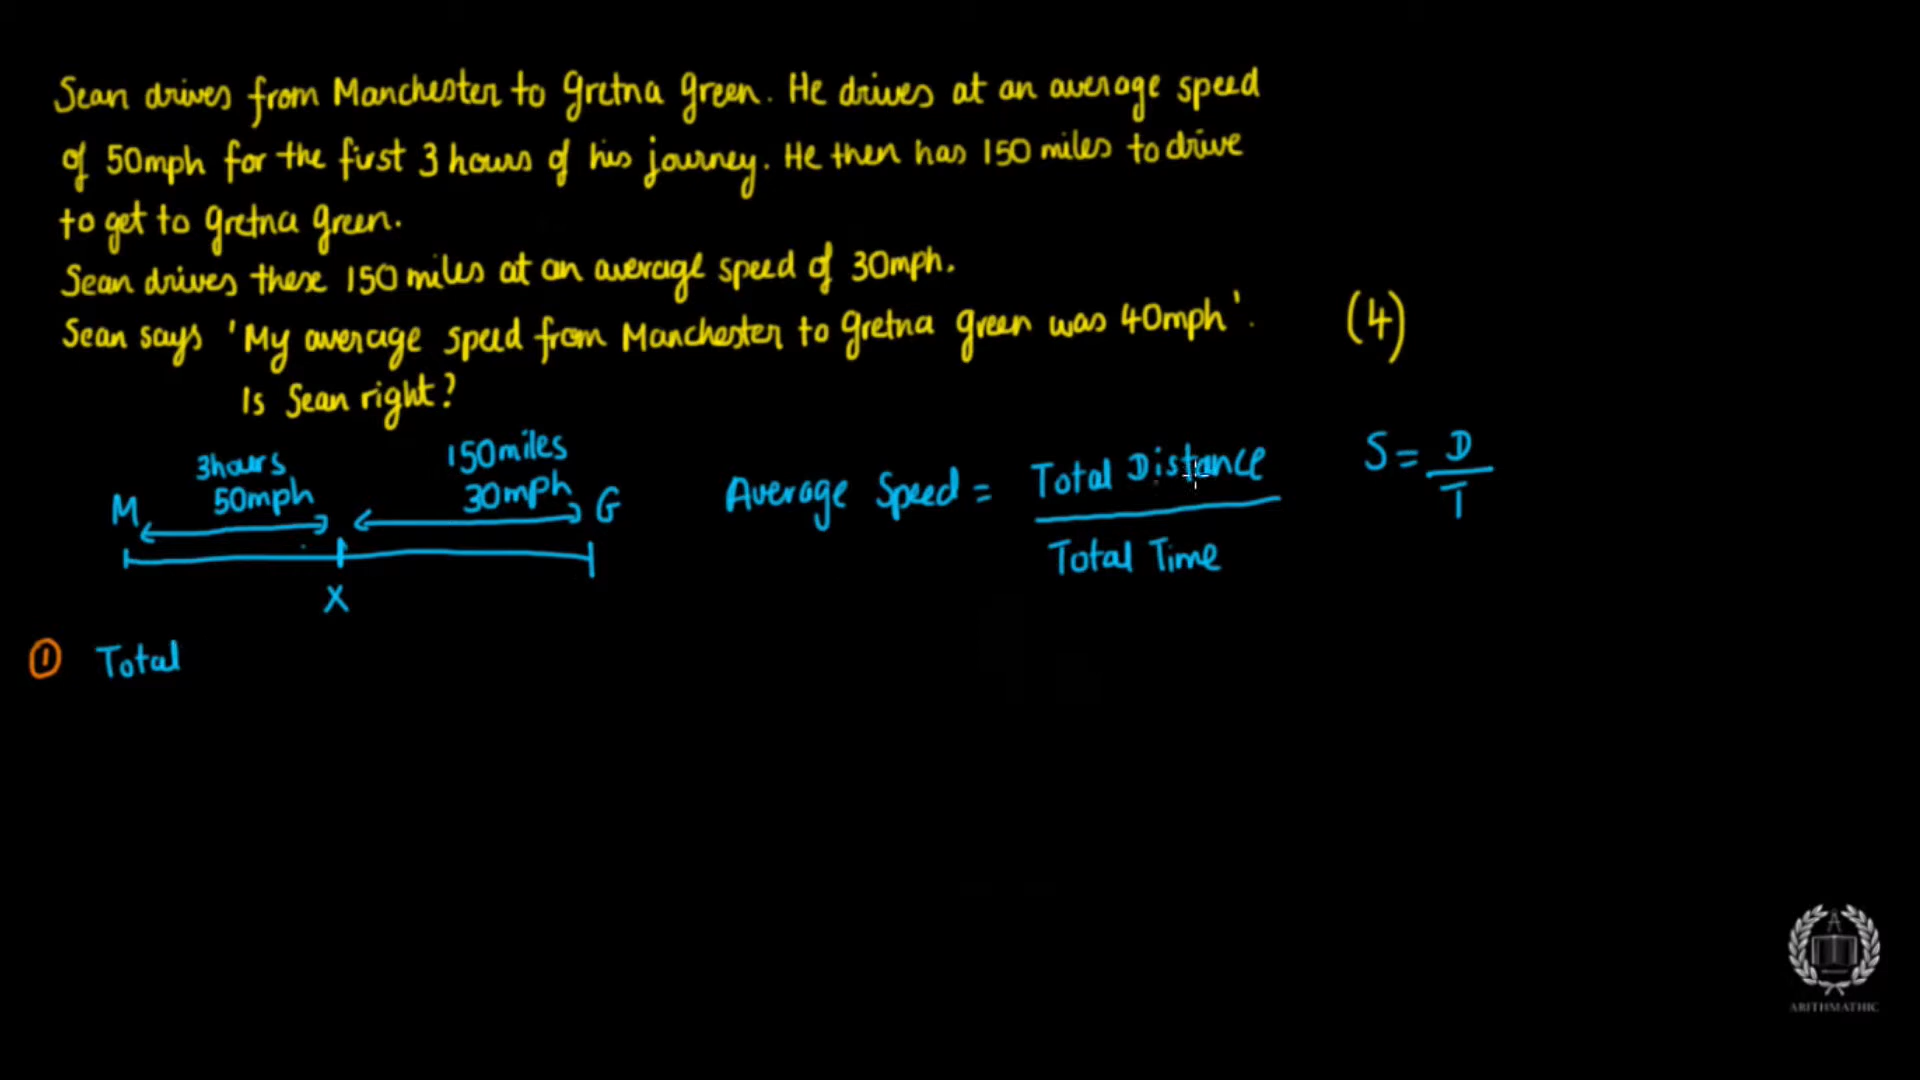 Sean drives from Manchester to Gretna Green. He drives at an average speed
of 50mph for the first 3 hours of his journey. He then has 150 miles to drive
to get to Gretna Green.
Sean drives these 150 miles at an average speed of 30mph.
Sean says 'My average speed from Manchester to Gretna Green was 40mph'. (4)
Is Sean right?
3hours
50mph
150miles
30mph
M
G
X
Average Speed = Total Distance
Total Time
S = D
T
① Total
ARITHMATHIC